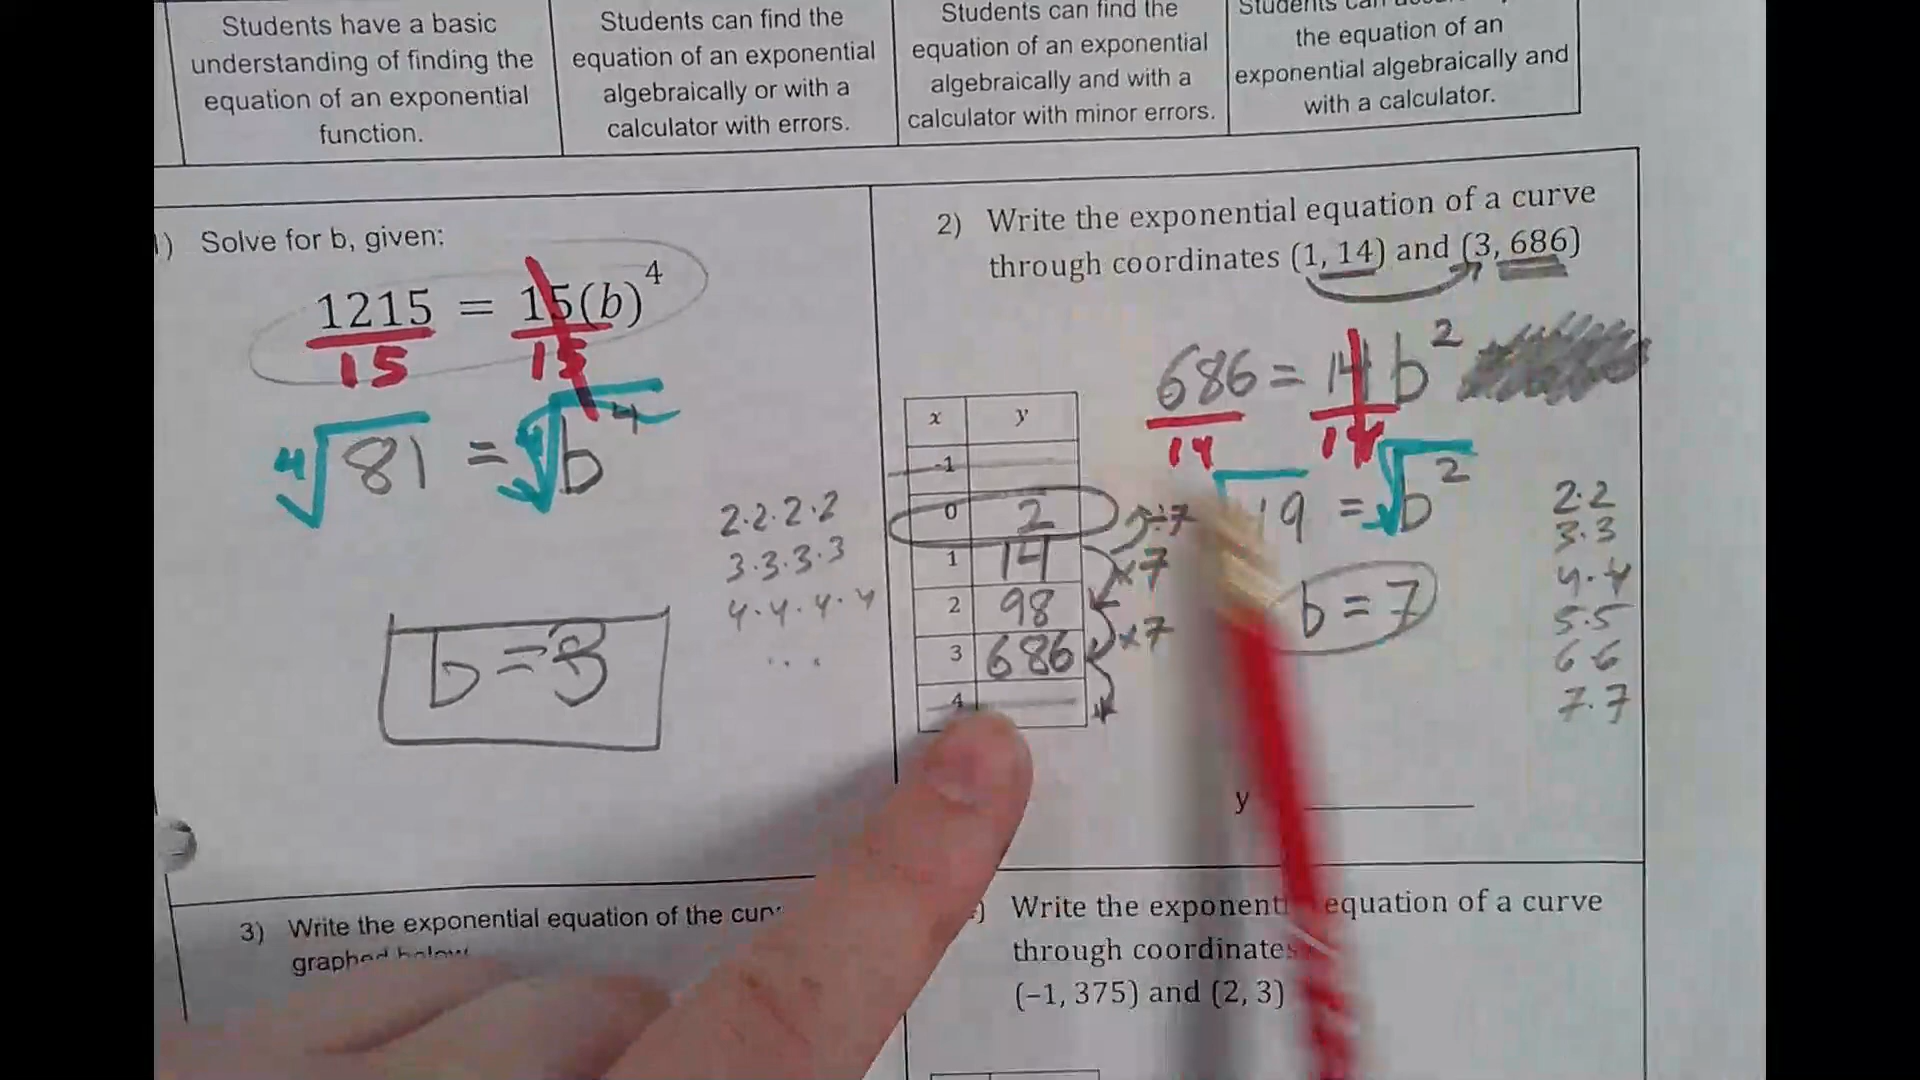 Students have a basic
understanding of finding the
equation of an exponential
function.
Students can find the
equation of an exponential
algebraically or with a
calculator with errors.
Students can find the
equation of an exponential
algebraically and with a
calculator with minor errors.
Students can
the equation of an
exponential algebraically and
with a calculator.
) Solve for b, given:
1215 = 15(b)^4
15 15
⁴√81 = ⁴√b^4
2·2·2·2
3·3·3·3
4·4·4·4
...
b=3
2) Write the exponential equation of a curve
through coordinates (1, 14) and (3, 686)
686 = 14 b^2
14 14
√ 9 = √b^2
b = 7
x y
-1
0 2
1 14
2 98
3 686
4
÷7
×7
×7
2·2
3·3
4·4
5·5
6 6
7·7
y
3) Write the exponential equation of the
graphed below
) Write the equation of a curve
through coordinates
(−1, 375) and (2, 3)